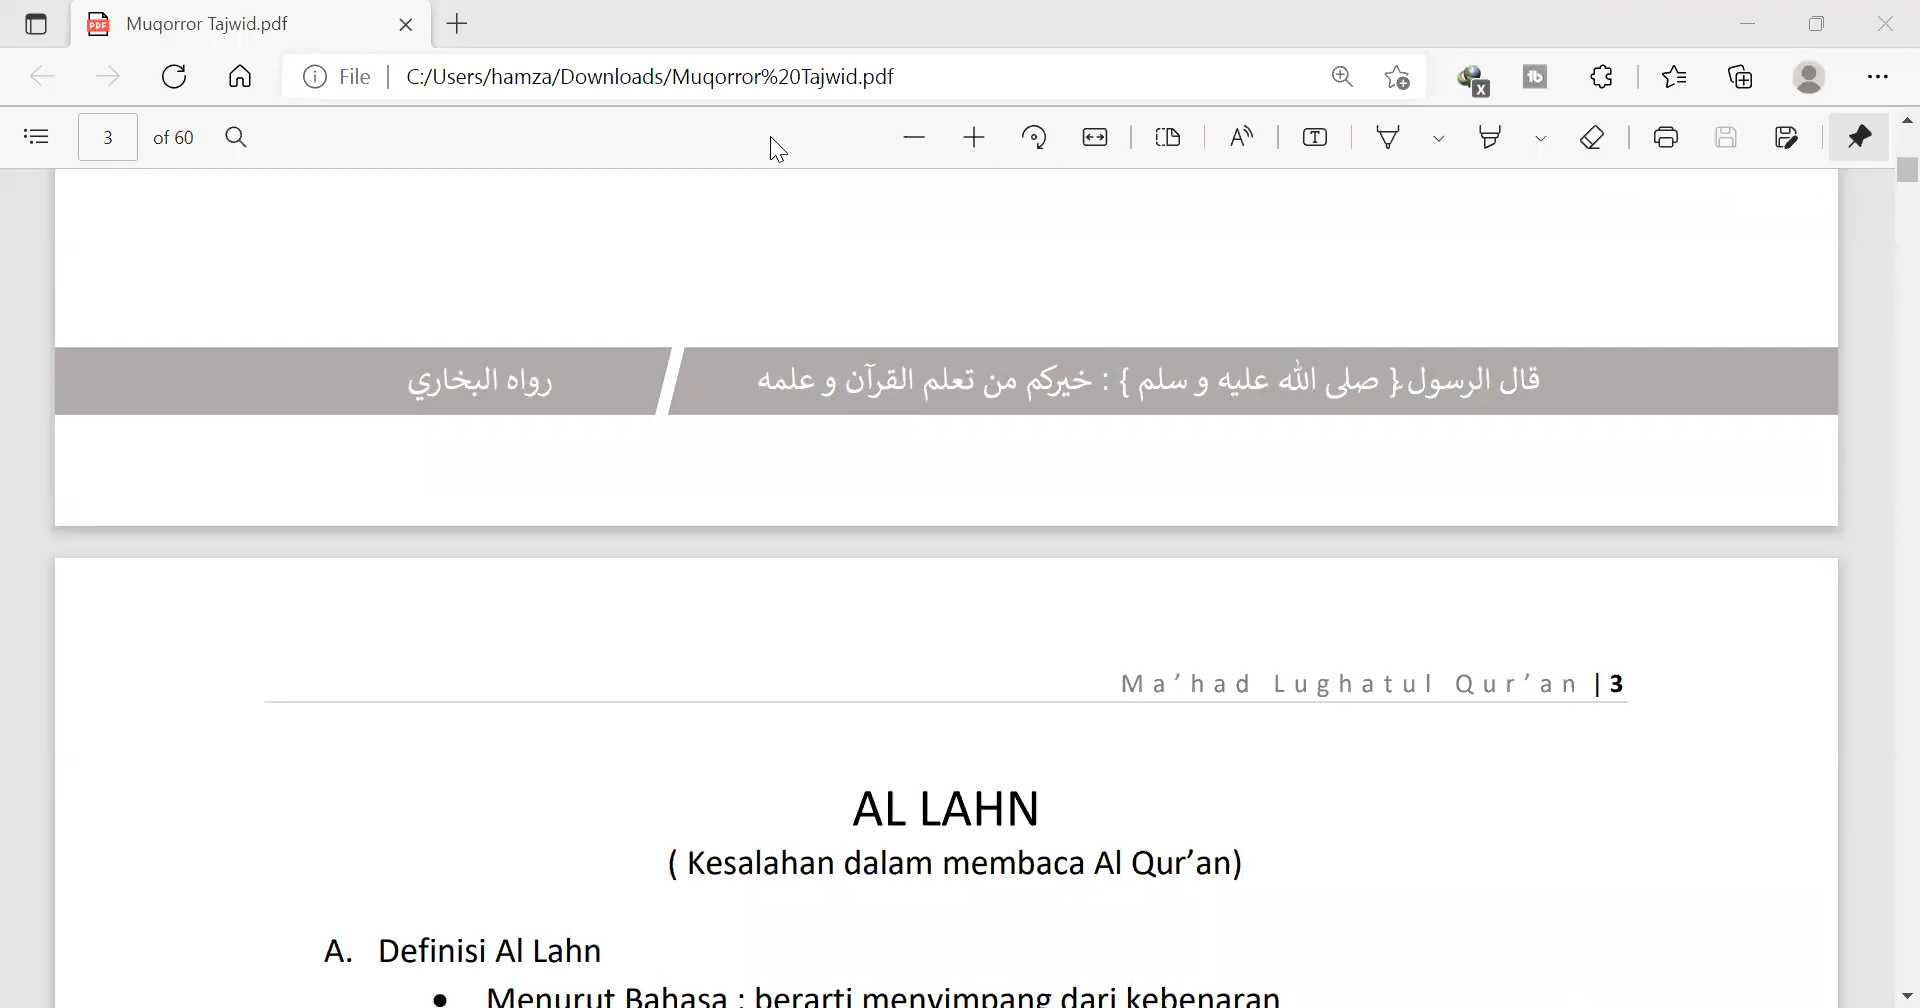 Muqorror Tajwid.pdf
File | C:/Users/hamza/Downloads/Muqorror%20Tajwid.pdf
3 of 60
قال الرسول { صلى الله عليه و سلم } : خيركم من تعلم القرآن و علمه
رواه البخاري
Ma’had Lughatul Qur’an | 3
AL LAHN
( Kesalahan dalam membaca Al Qur’an)
A. Definisi Al Lahn
• Menurut Bahasa : berarti menyimpang dari kebenaran